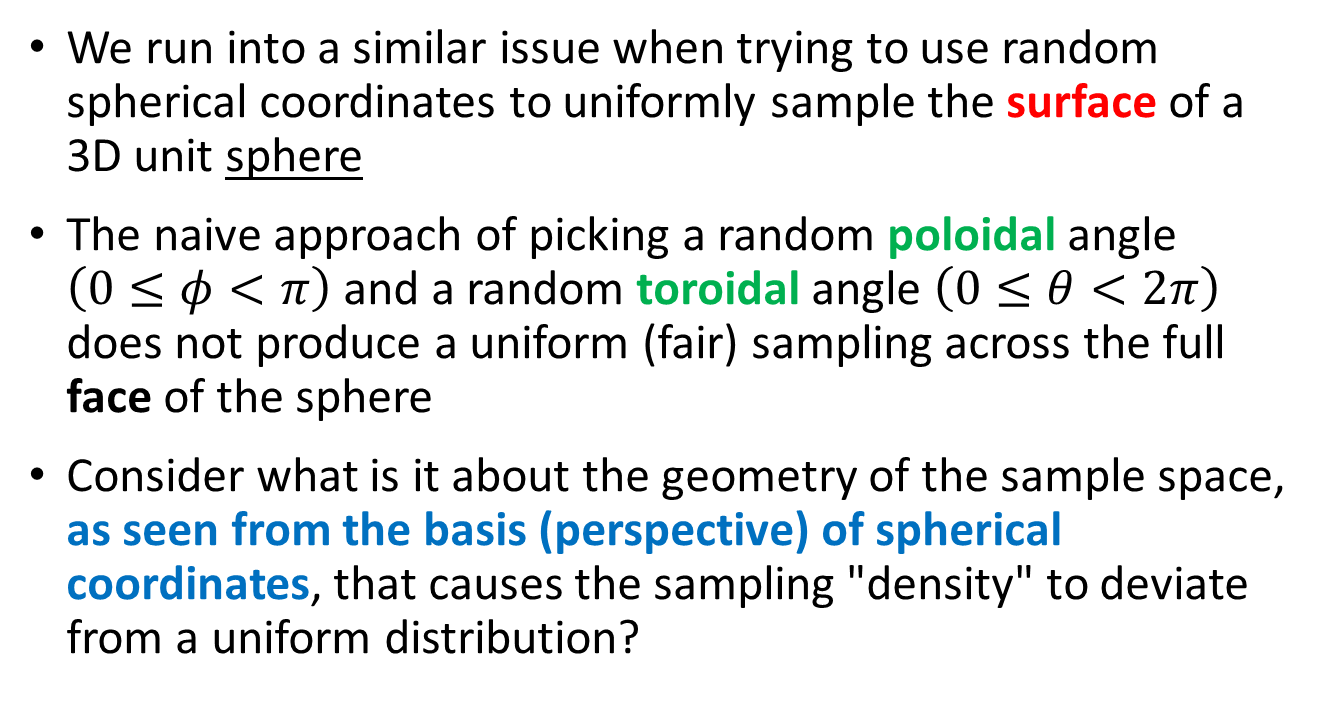 • We run into a similar issue when trying to use random
spherical coordinates to uniformly sample the surface of a
3D unit sphere
• The naive approach of picking a random poloidal angle
(0 ≤ ϕ < π) and a random toroidal angle (0 ≤ θ < 2π)
does not produce a uniform (fair) sampling across the full
face of the sphere
• Consider what is it about the geometry of the sample space,
as seen from the basis (perspective) of spherical
coordinates, that causes the sampling "density" to deviate
from a uniform distribution?